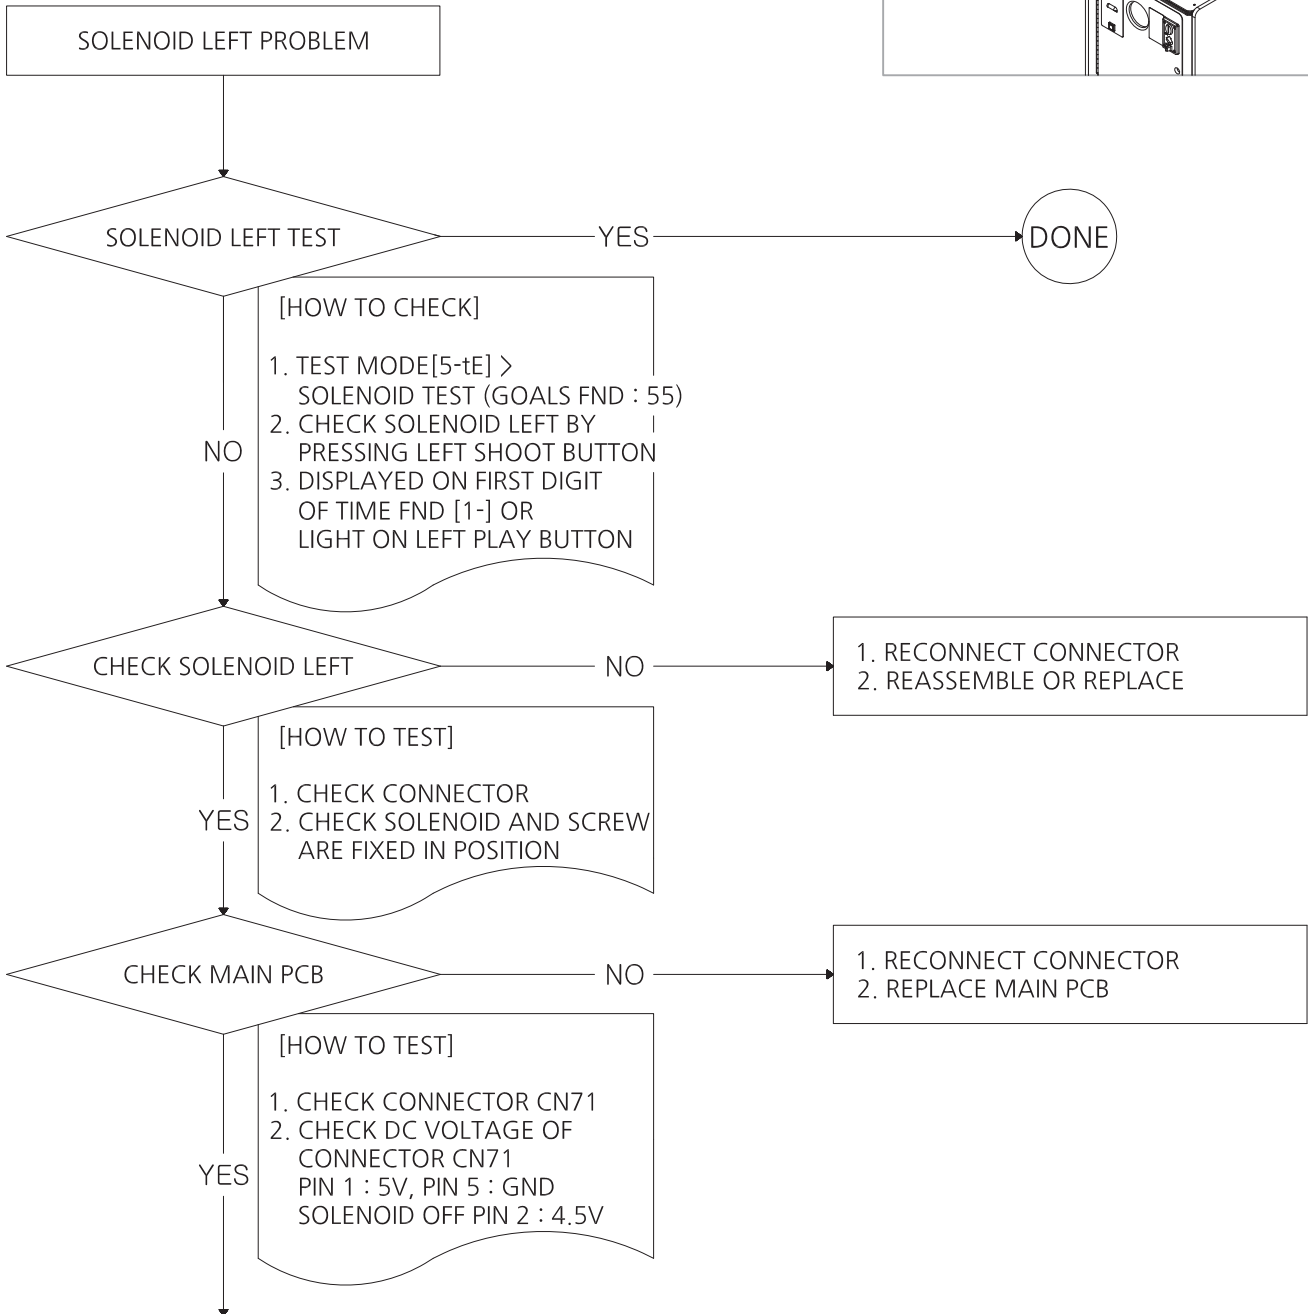 SOLENOID LEFT PROBLEM
SOLENOID LEFT TEST
YES
DONE
[HOW TO CHECK]
1. TEST MODE[5-tE] >
SOLENOID TEST (GOALS FND : 55)
2. CHECK SOLENOID LEFT BY
PRESSING LEFT SHOOT BUTTON
3. DISPLAYED ON FIRST DIGIT
OF TIME FND [1-] OR
LIGHT ON LEFT PLAY BUTTON
NO
CHECK SOLENOID LEFT
NO
1. RECONNECT CONNECTOR
2. REASSEMBLE OR REPLACE
[HOW TO TEST]
1. CHECK CONNECTOR
2. CHECK SOLENOID AND SCREW
ARE FIXED IN POSITION
YES
CHECK MAIN PCB
NO
1. RECONNECT CONNECTOR
2. REPLACE MAIN PCB
[HOW TO TEST]
1. CHECK CONNECTOR CN71
2. CHECK DC VOLTAGE OF
CONNECTOR CN71
PIN 1 : 5V, PIN 5 : GND
SOLENOID OFF PIN 2 : 4.5V
YES